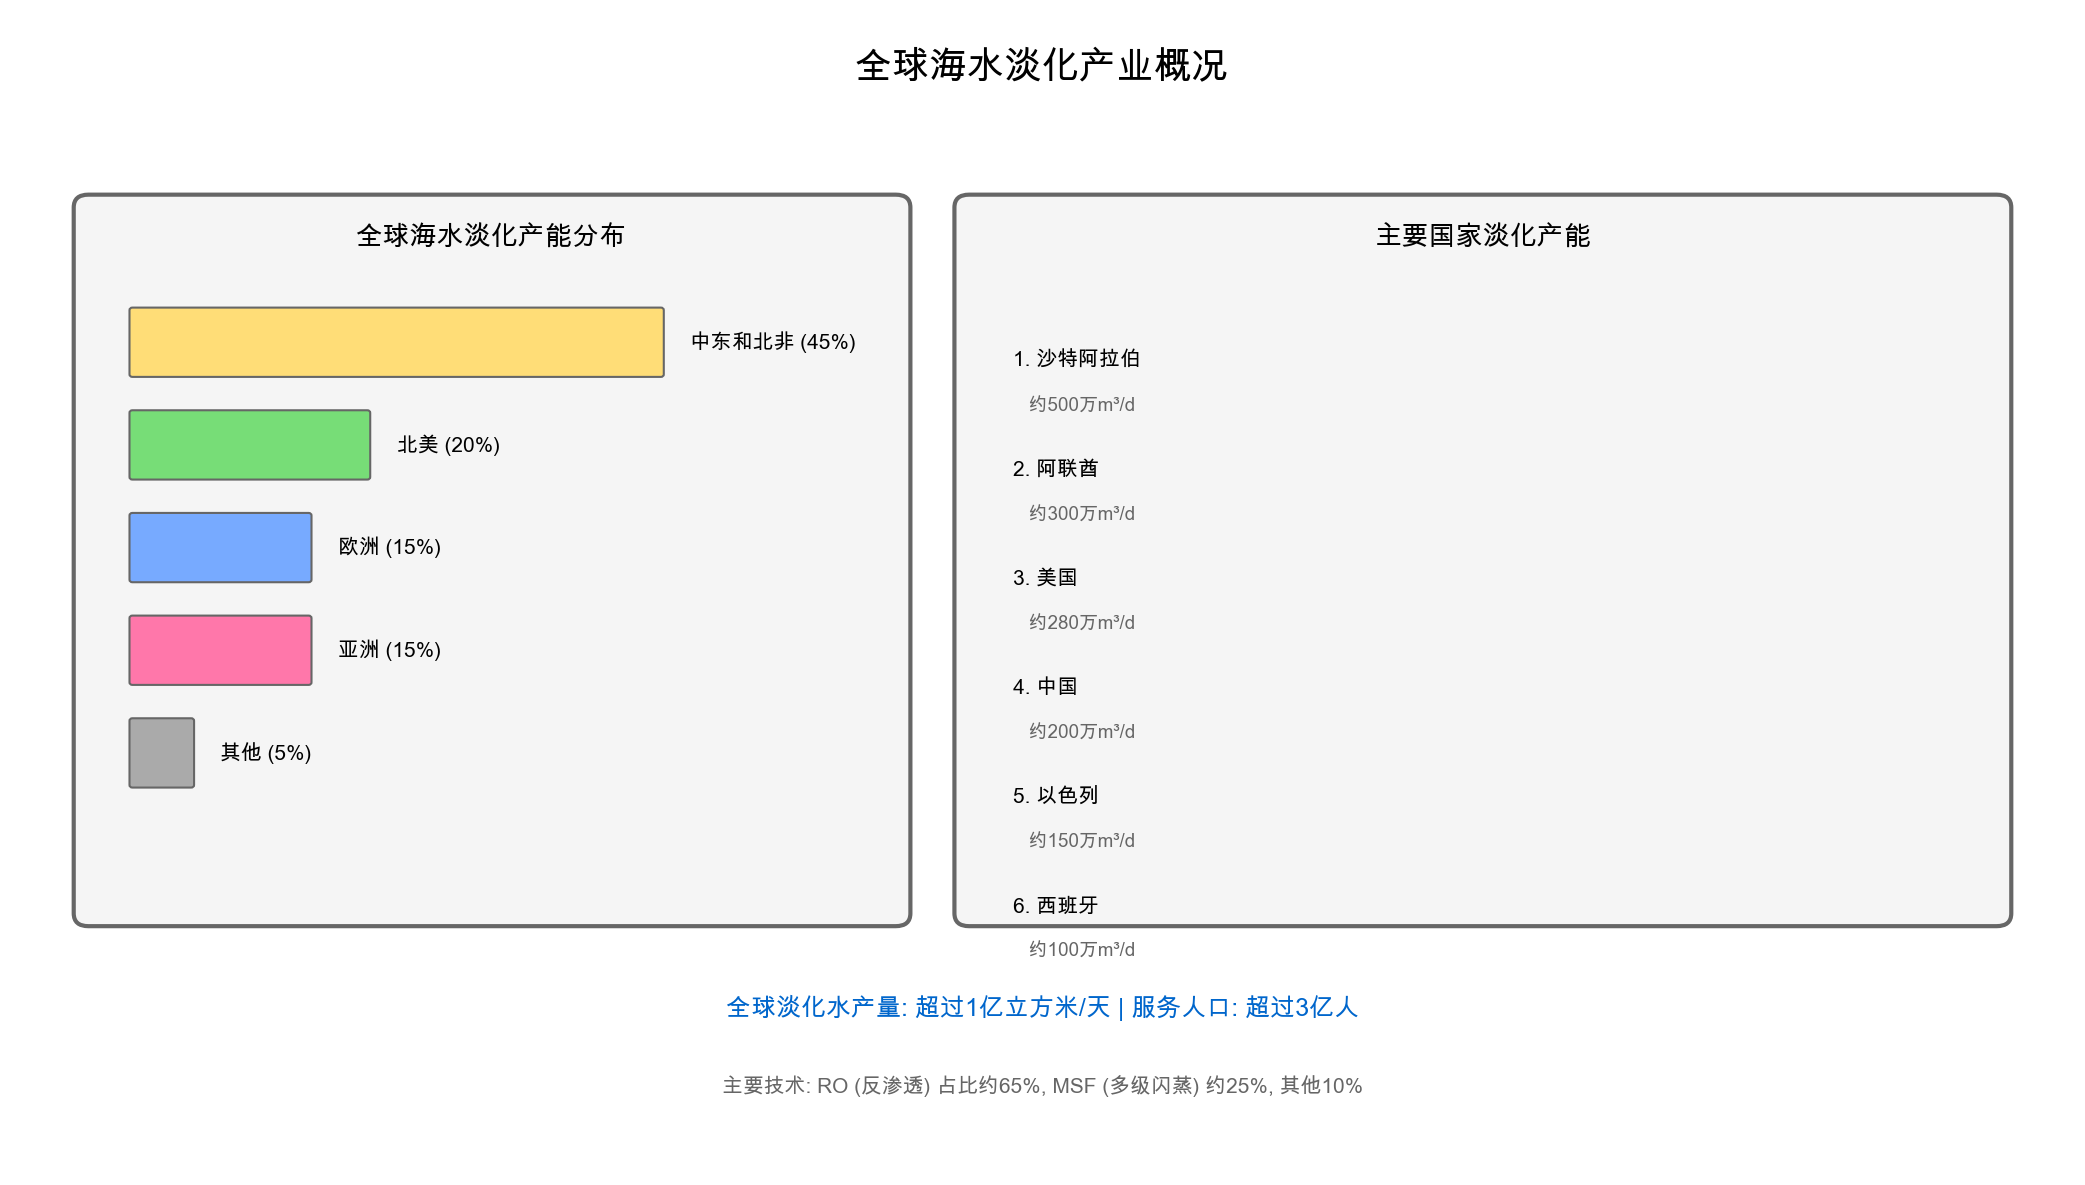 全球海水淡化产业概况
全球海水淡化产能分布
中东和北非 (45%)
北美 (20%)
欧洲 (15%)
亚洲 (15%)
其他 (5%)
主要国家淡化产能
1. 沙特阿拉伯
约500万m³/d
2. 阿联酋
约300万m³/d
3. 美国
约280万m³/d
4. 中国
约200万m³/d
5. 以色列
约150万m³/d
6. 西班牙
约100万m³/d
全球淡化水产量: 超过1亿立方米/天 | 服务人口: 超过3亿人
主要技术: RO (反渗透) 占比约65%, MSF (多级闪蒸) 约25%, 其他10%